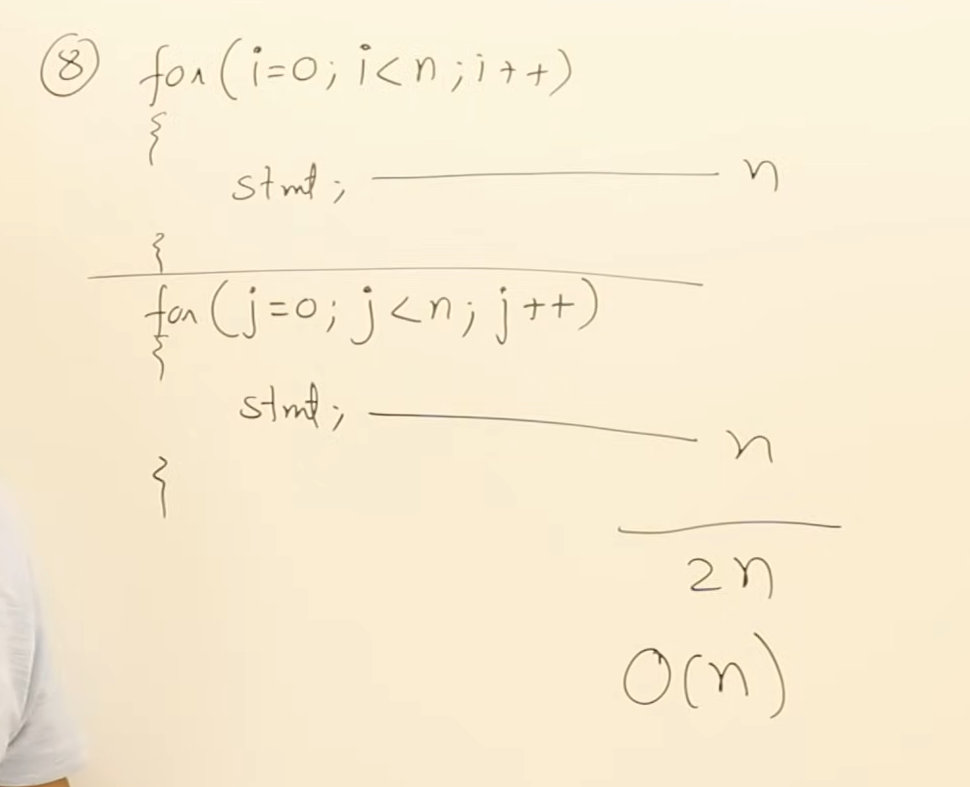 ⑧ for(i=0; i<n; i++)
{
stmt; n
}
for(j=0; j<n; j++)
{
stmt; n
}
2n
O(n)